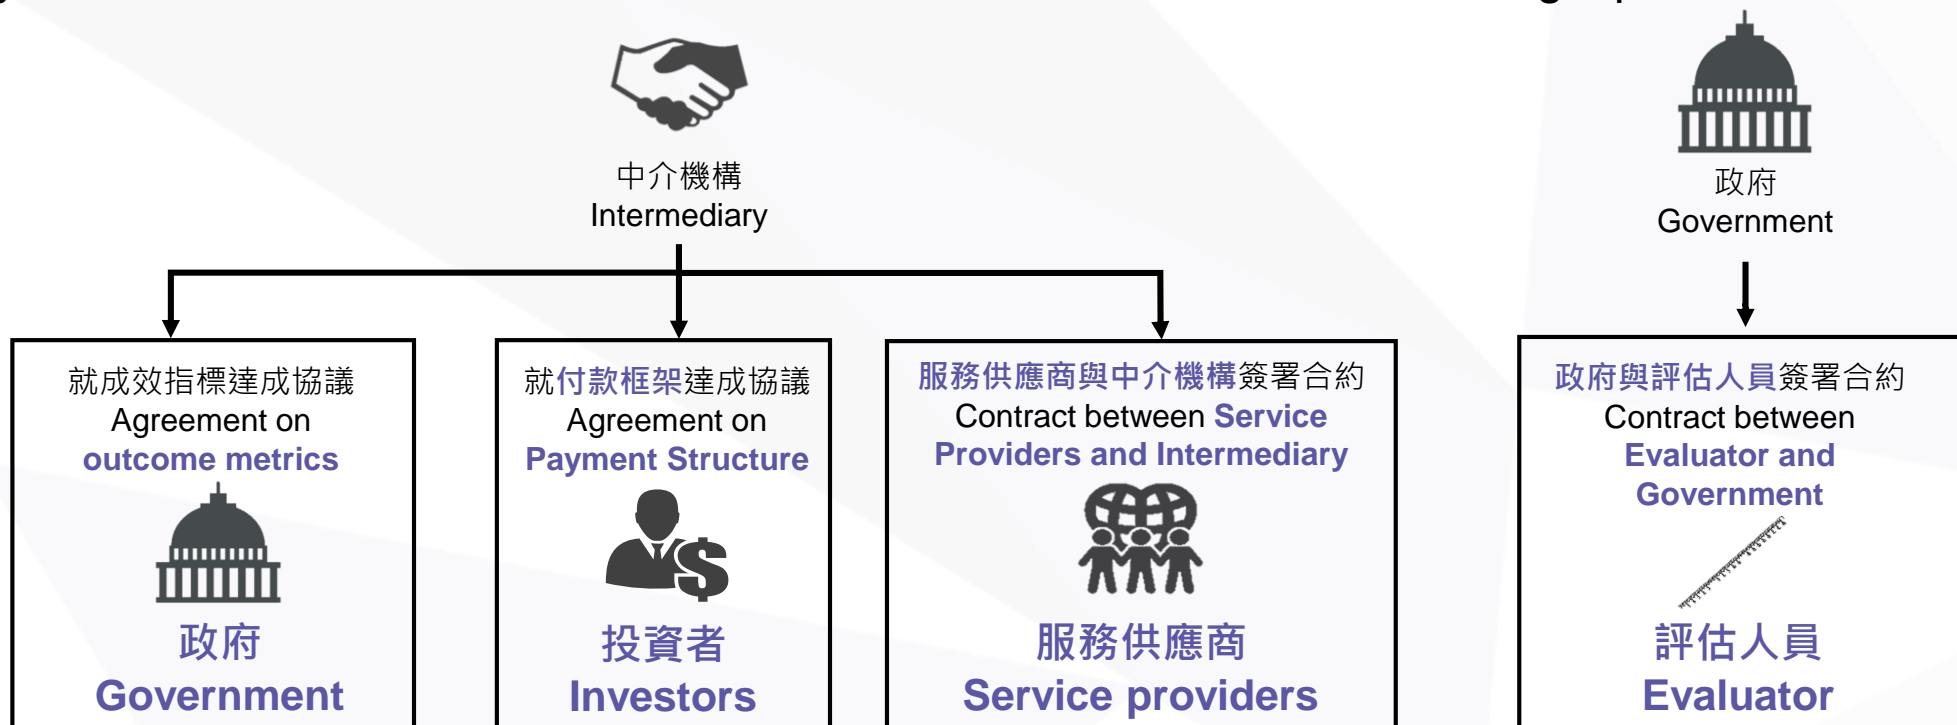 中介機構
Intermediary
政府
Government
就成效指標達成協議
Agreement on
outcome metrics
政府
Government
就付款框架達成協議
Agreement on
Payment Structure
投資者
Investors
服務供應商與中介機構簽署合約
Contract between Service
Providers and Intermediary
服務供應商
Service providers
政府與評估人員簽署合約
Contract between
Evaluator and
Government
評估人員
Evaluator